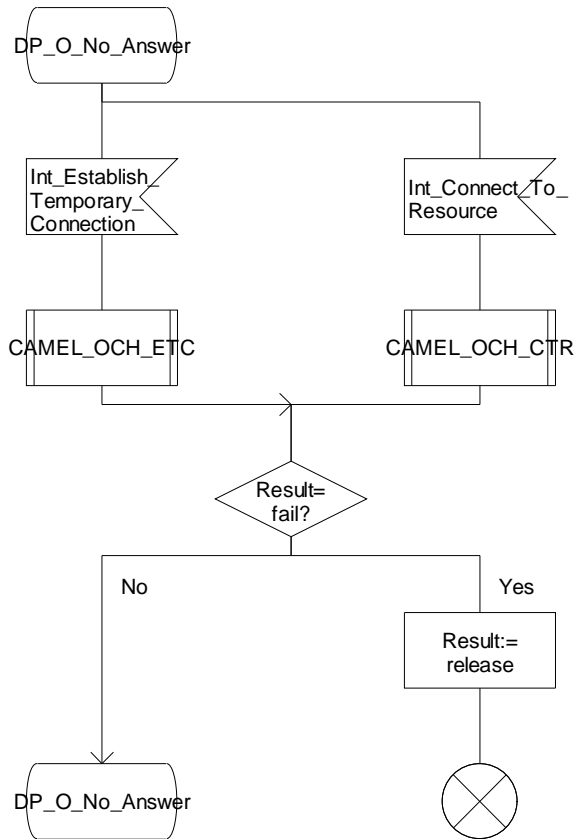 DP_O_No_Answer
Int_Establish_
Temporary_
Connection
Int_Connect_To_
Resource
CAMEL_OCH_ETC
CAMEL_OCH_CTR
Result=
fail?
No
Yes
Result:=
release
DP_O_No_Answer